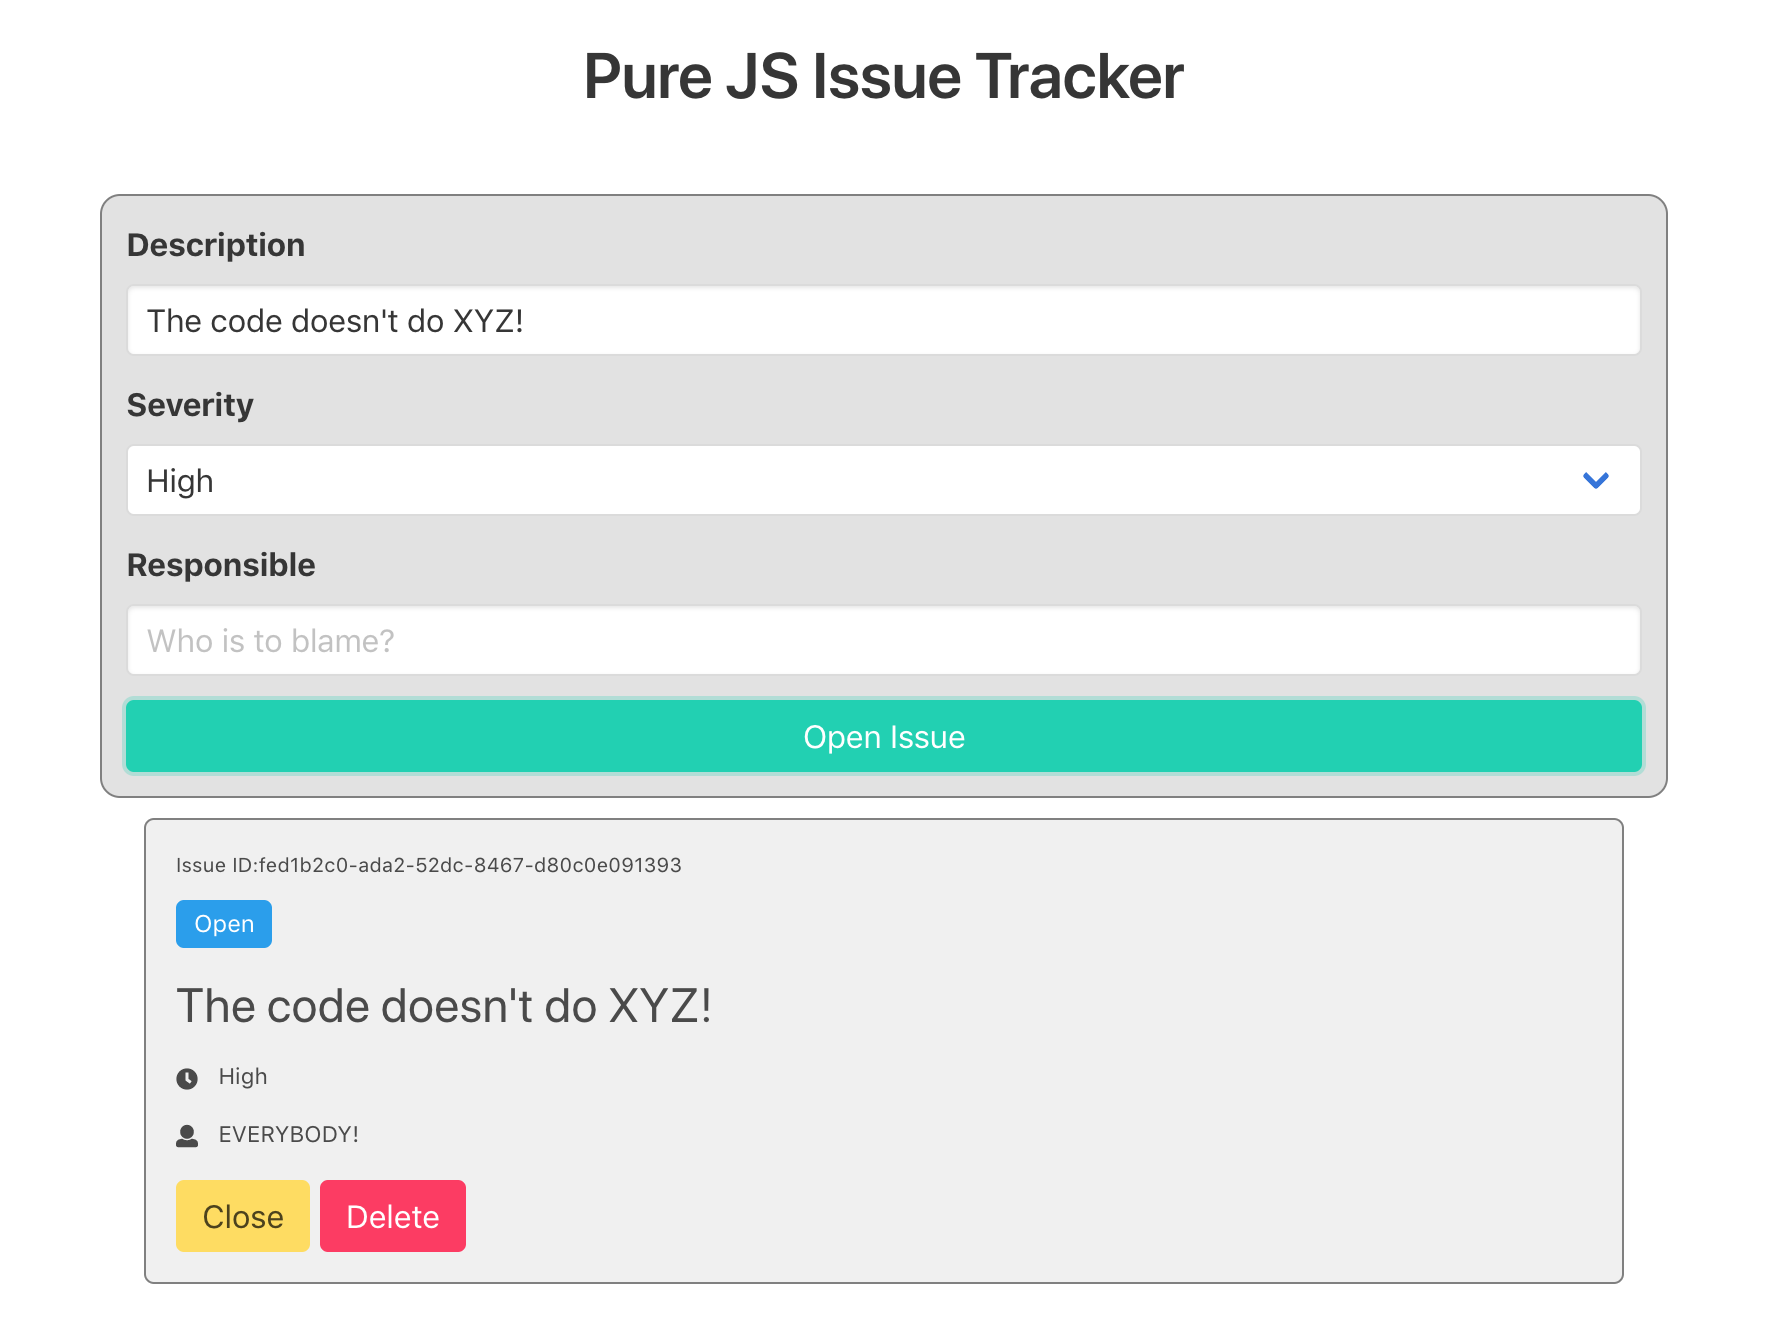 Pure JS Issue Tracker
Description
The code doesn't do XYZ!
Severity
High
Responsible
Who is to blame?
Open Issue
Issue ID:fed1b2c0-ada2-52dc-8467-d80c0e091393
Open
The code doesn't do XYZ!
High
EVERYBODY!
Close Delete